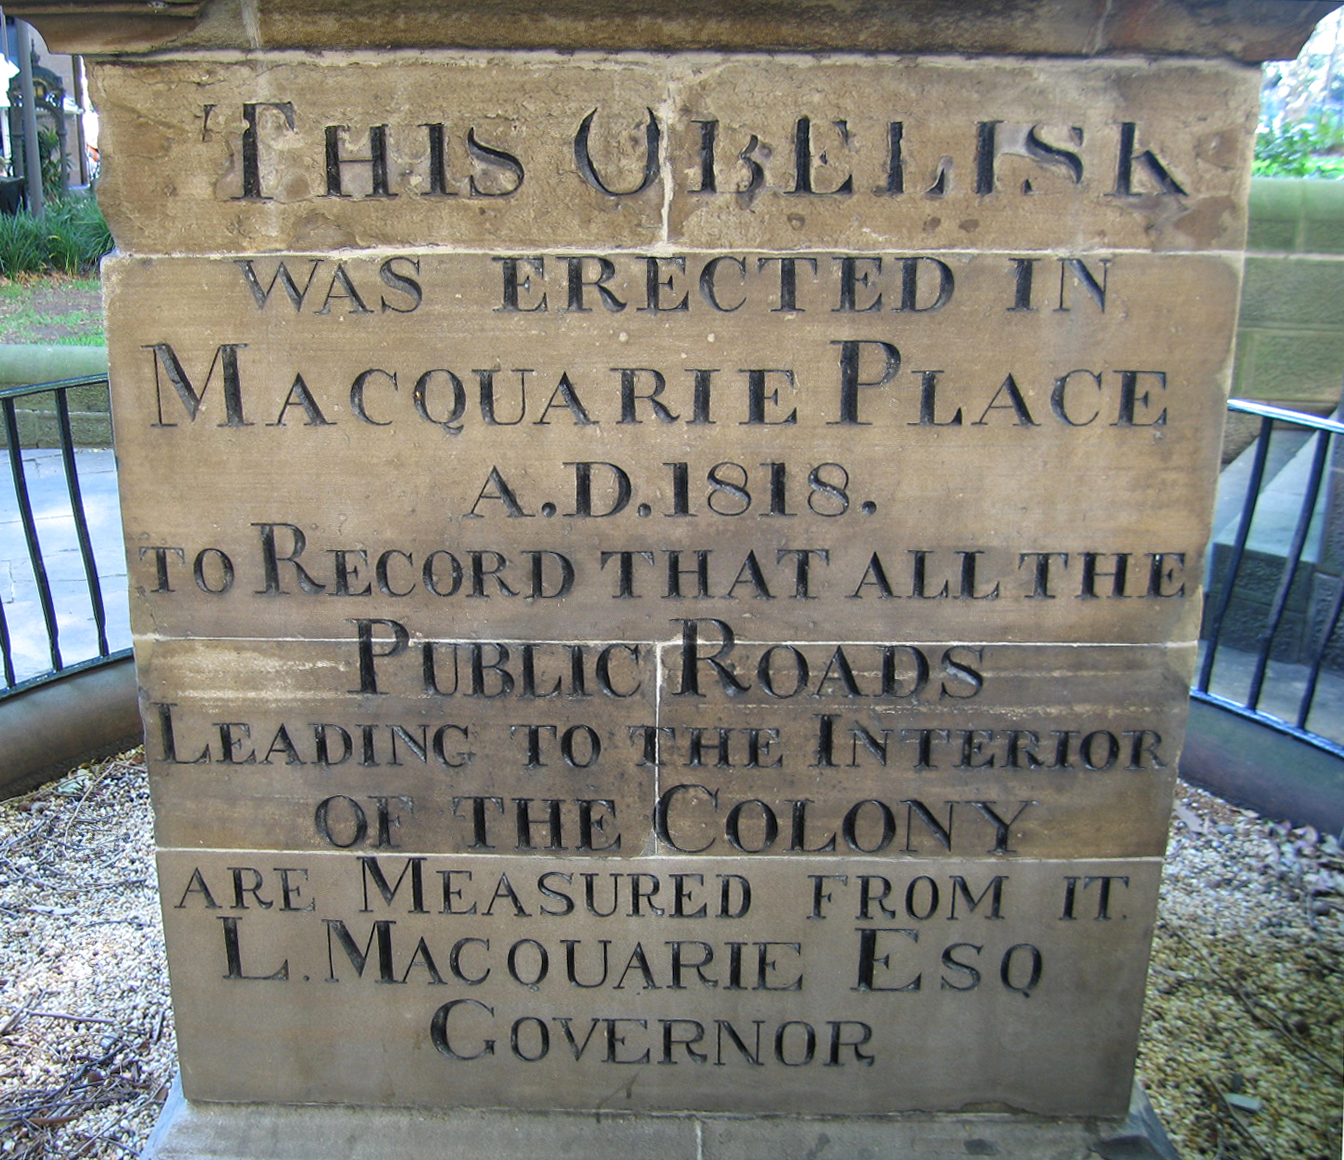 THIS OBELISK
WAS ERECTED IN
MACQUARIE PLACE
A.D.1818.
TO RECORD THAT ALL THE
PUBLIC ROADS
LEADING TO THE INTERIOR
OF THE COLONY
ARE MEASURED FROM IT.
L. MACQUARIE ESQ
GOVERNOR